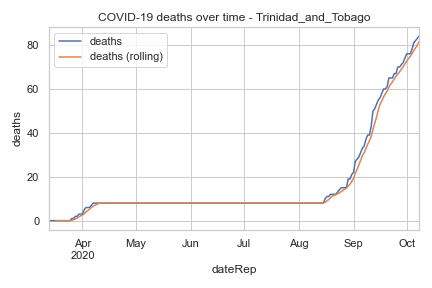 COVID-19 deaths over time - Trinidad_and_Tobago
deaths
deaths (rolling)
deaths
80
60
40
20
0
Apr May Jun Jul Aug Sep Oct
2020
dateRep